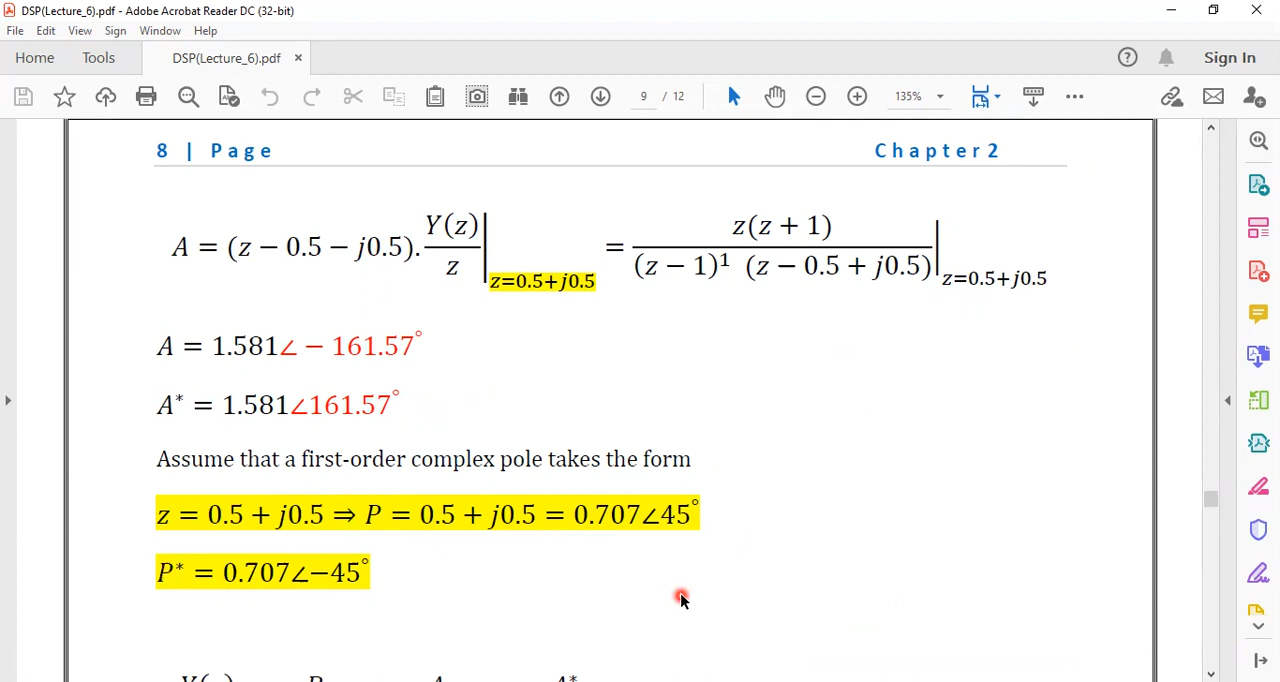 DSP(Lecture_6).pdf - Adobe Acrobat Reader DC (32-bit)
File Edit View Sign Window Help
Home Tools DSP(Lecture_6).pdf × Sign In
9 / 12 135%
8 | Page Chapter2
A = (z − 0.5 − j0.5). Y(z)/z |z=0.5+j0.5 = z(z + 1)/((z − 1)¹ (z − 0.5 + j0.5)) |z=0.5+j0.5
A = 1.581∠ − 161.57°
A* = 1.581∠161.57°
Assume that a first-order complex pole takes the form
z = 0.5 + j0.5 ⇒ P = 0.5 + j0.5 = 0.707∠45°
P* = 0.707∠−45°